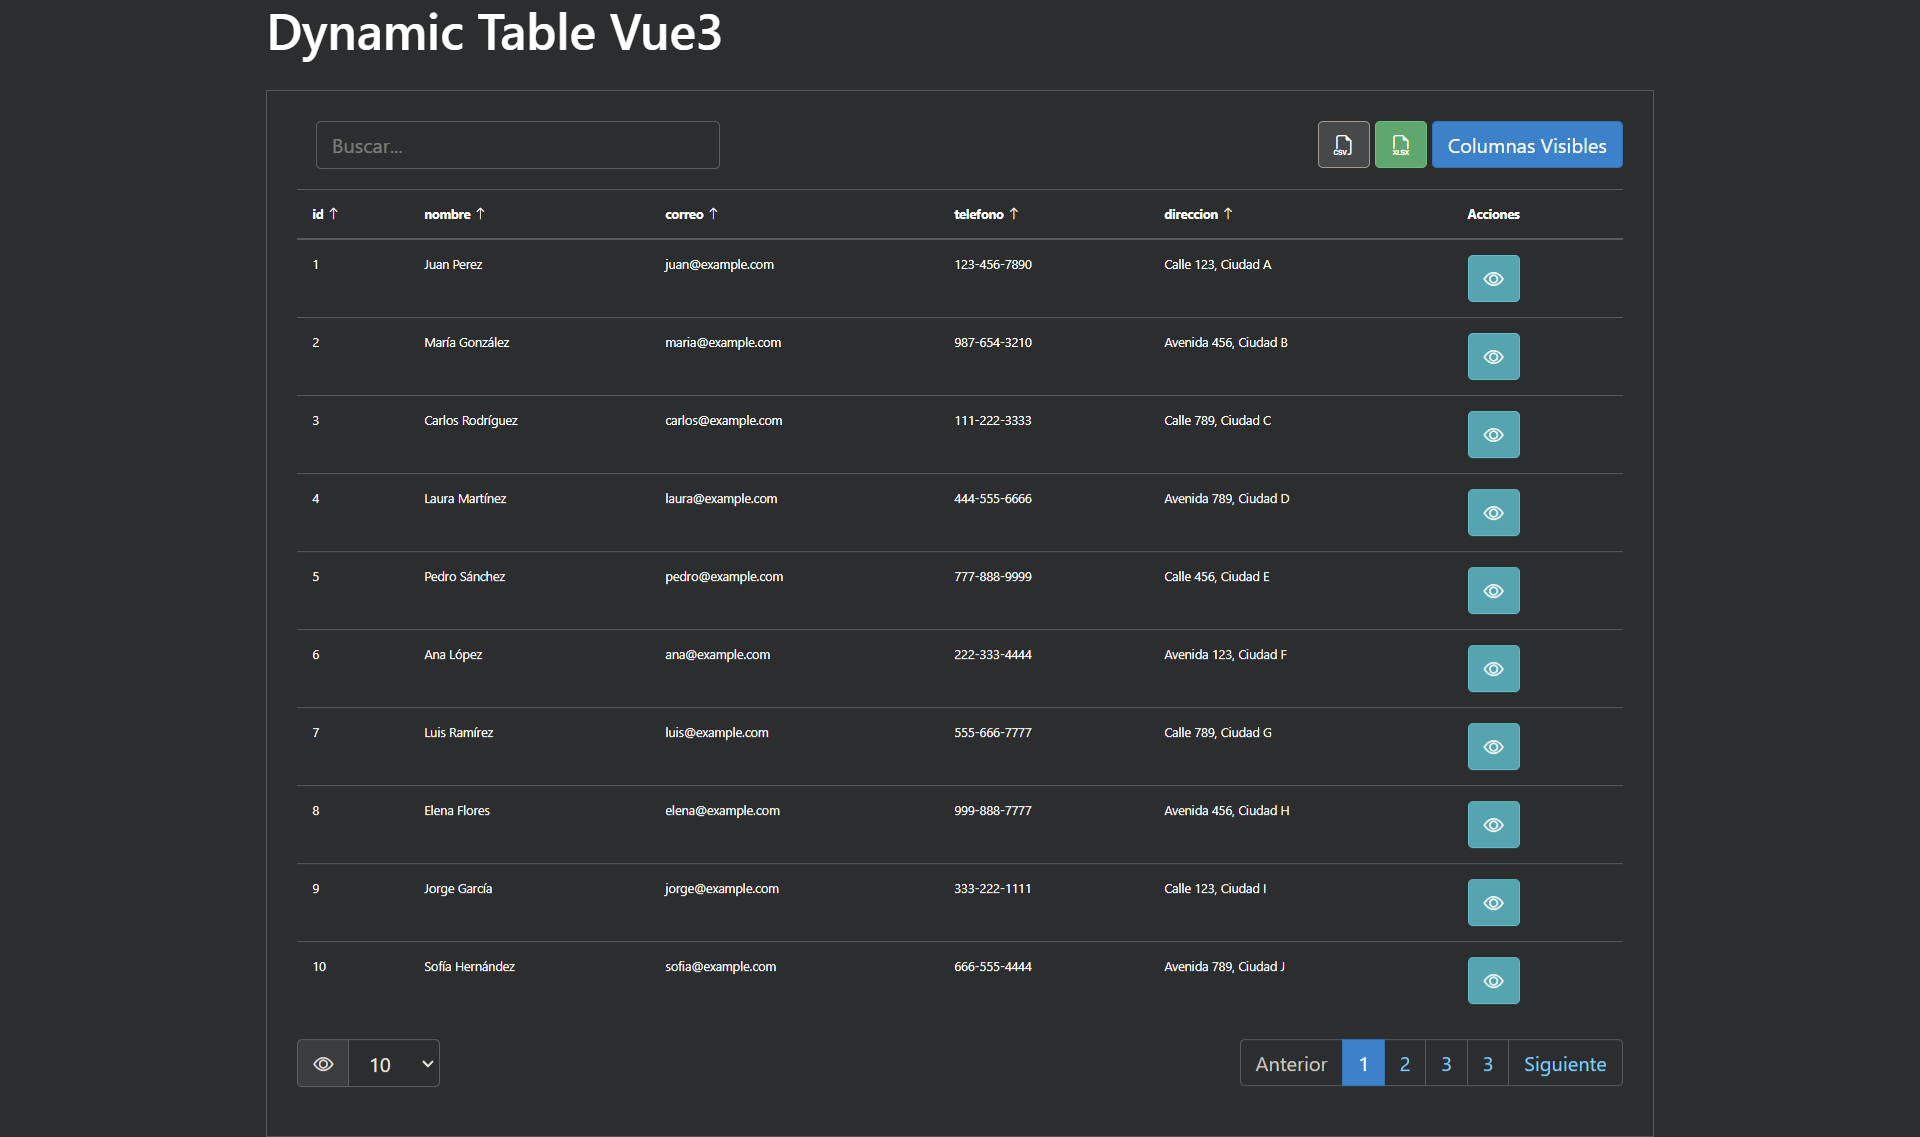 Dynamic Table Vue3
Buscar...
CSV XLSX Columnas Visibles
id ↑ nombre ↑ correo ↑ telefono ↑ direccion ↑ Acciones
1 Juan Perez juan@example.com 123-456-7890 Calle 123, Ciudad A
2 María González maria@example.com 987-654-3210 Avenida 456, Ciudad B
3 Carlos Rodríguez carlos@example.com 111-222-3333 Calle 789, Ciudad C
4 Laura Martínez laura@example.com 444-555-6666 Avenida 789, Ciudad D
5 Pedro Sánchez pedro@example.com 777-888-9999 Calle 456, Ciudad E
6 Ana López ana@example.com 222-333-4444 Avenida 123, Ciudad F
7 Luis Ramírez luis@example.com 555-666-7777 Calle 789, Ciudad G
8 Elena Flores elena@example.com 999-888-7777 Avenida 456, Ciudad H
9 Jorge García jorge@example.com 333-222-1111 Calle 123, Ciudad I
10 Sofía Hernández sofia@example.com 666-555-4444 Avenida 789, Ciudad J
10 Anterior 1 2 3 3 Siguiente